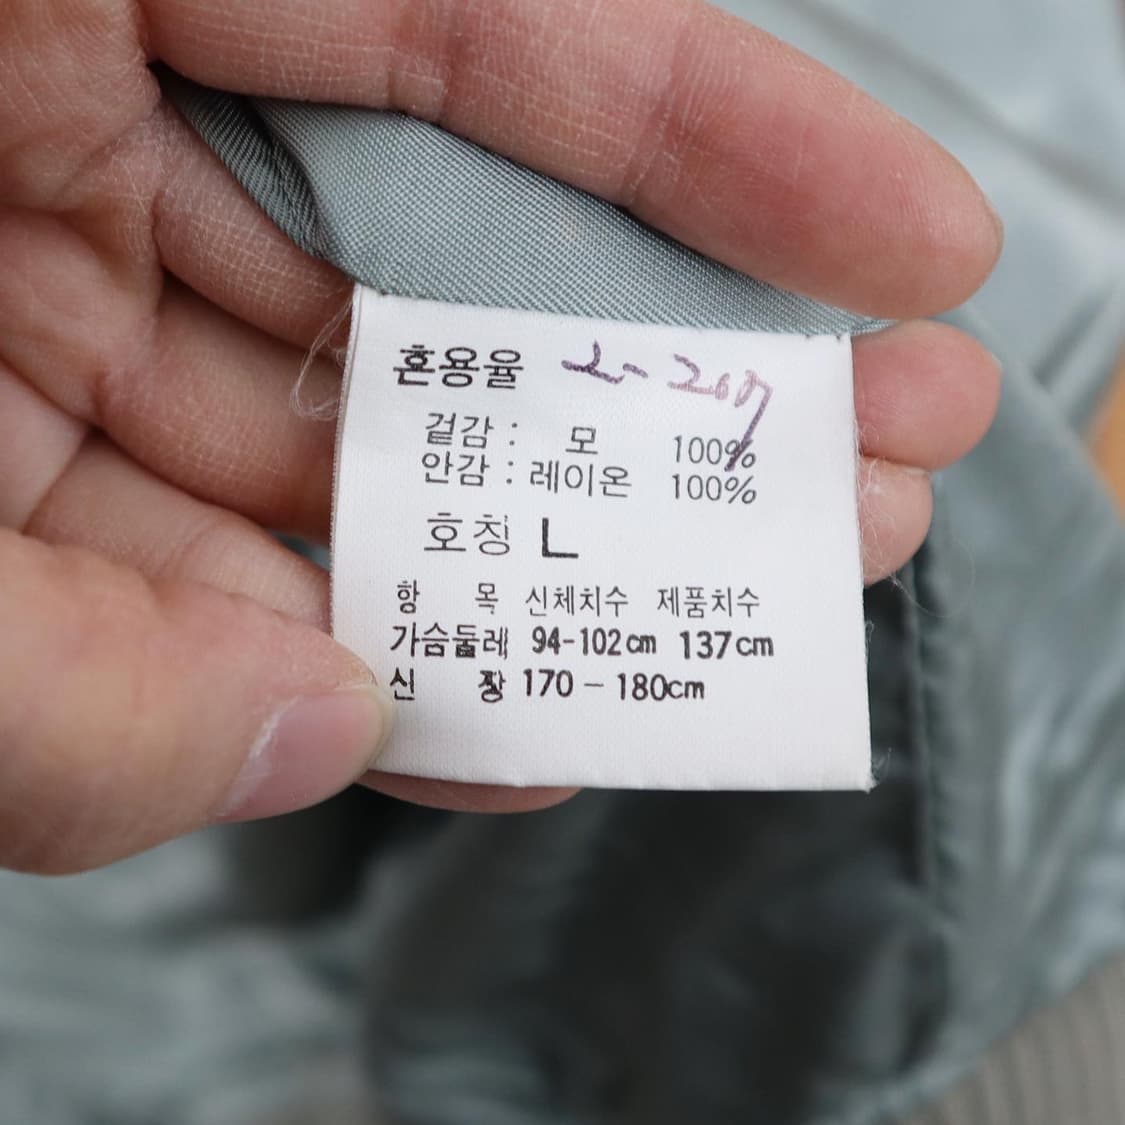 혼용율
겉감 : 모 100%
안감 : 레이온 100%
호칭 L
항 목 신체치수 제품치수
가슴둘레 94-102cm 137cm
신 장 170 - 180cm